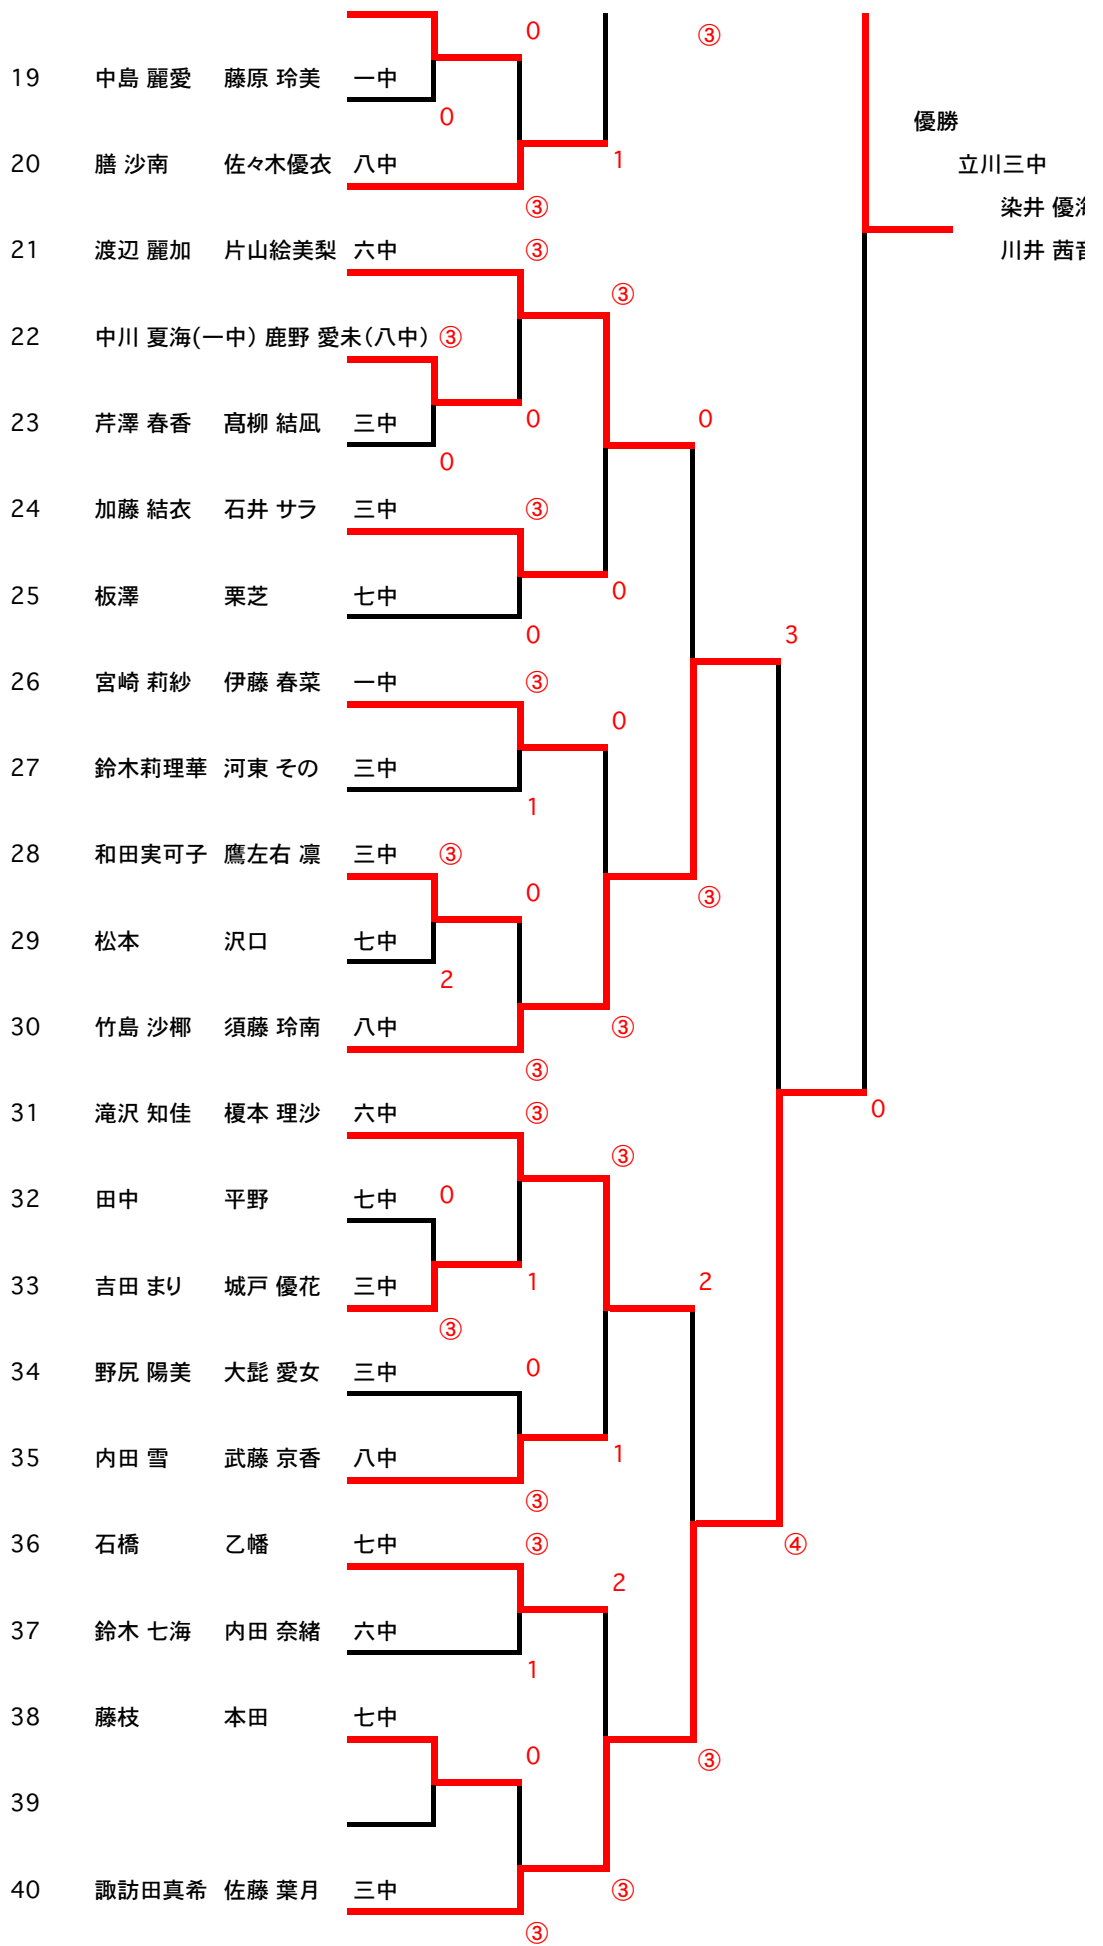 0 ③
19 中島 麗愛 藤原 玲美 一中
0 優勝
20 膳 沙南 佐々木優衣 八中 1 立川三中
③ 染井 優
21 渡辺 麗加 片山絵美梨 六中 ③ 川井 茜
③
22 中川 夏海(一中) 鹿野 愛未(八中) ③
23 芹澤 春香 髙柳 結凪 三中 0 0
0
24 加藤 結衣 石井 サラ 三中 ③
25 板澤 栗芝 七中 0
0 3
26 宮崎 莉紗 伊藤 春菜 一中 ③
0
27 鈴木莉理華 河東 その 三中
1
28 和田実可子 鷹左右 凛 三中 ③
0 ③
29 松本 沢口 七中
2
30 竹島 沙椰 須藤 玲南 八中 ③
③
31 滝沢 知佳 榎本 理沙 六中 ③ 0
③
32 田中 平野 七中 0
33 吉田 まり 城戸 優花 三中 1 2
③
34 野尻 陽美 大髭 愛女 三中 0
35 内田 雪 武藤 京香 八中 1
③
36 石橋 乙幡 七中 ③ ④
2
37 鈴木 七海 内田 奈緒 六中
1
38 藤枝 本田 七中
0 ③
39
40 諏訪田真希 佐藤 葉月 三中 ③
③